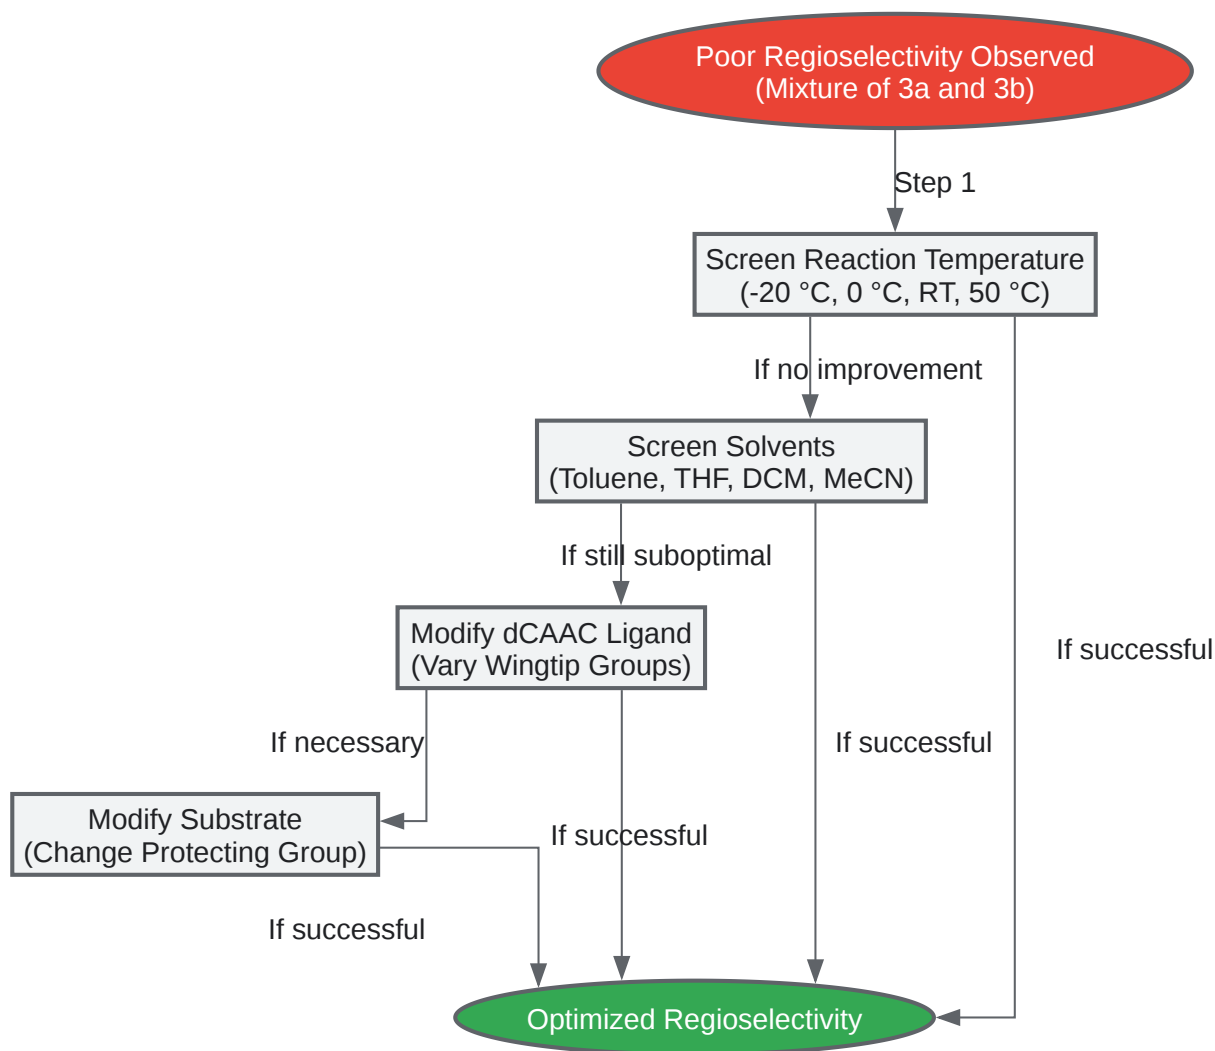 Poor Regioselectivity Observed
(Mixture of 3a and 3b)
Step 1
Screen Reaction Temperature
(-20 °C, 0 °C, RT, 50 °C)
If no improvement
Screen Solvents
(Toluene, THF, DCM, MeCN)
If still suboptimal
Modify dCAAC Ligand
(Vary Wingtip Groups)
If successful
If necessary
If successful
Modify Substrate
(Change Protecting Group)
If successful
If successful
Optimized Regioselectivity